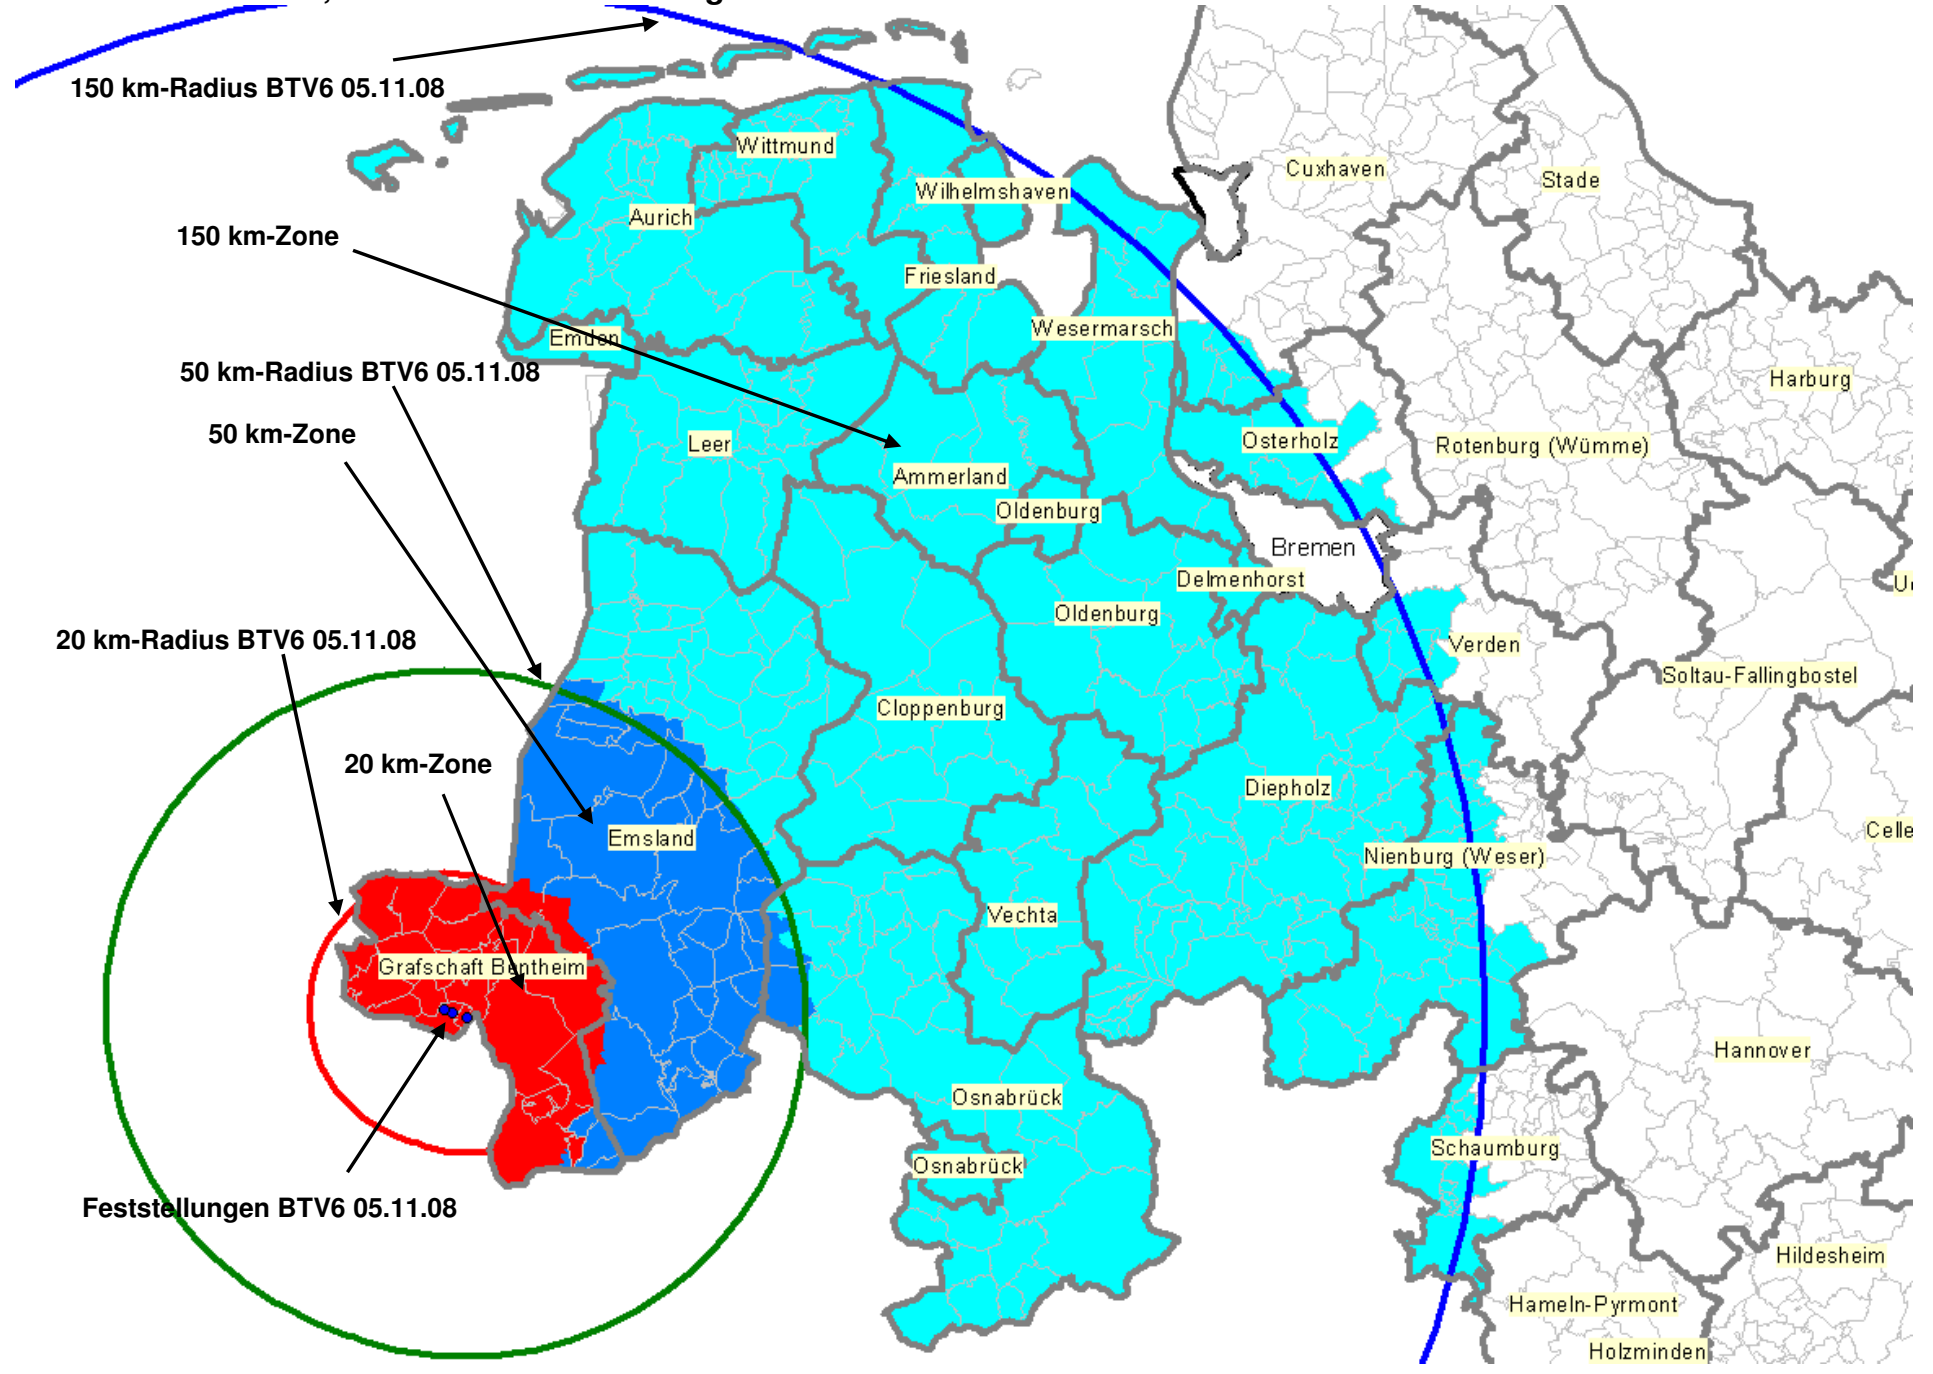 150 km-Radius BTV6 05.11.08
Wittmund
Cuxhaven
Stade
Wilhelmshaven
Aurich
150 km-Zone
Friesland
Wesermarsch
Emden
50 km-Radius BTV6 05.11.08
Harburg
50 km-Zone
Leer
Osterholz
Rotenburg (Wümme)
Ammerland
Oldenburg
Bremen
Delmenhorst
Oldenburg
20 km-Radius BTV6 05.11.08
Verden
Soltau-Fallingbostel
Cloppenburg
20 km-Zone
Diepholz
Emsland
Celle
Nienburg (Weser)
Vechta
Grafschaft Bentheim
Hannover
Osnabrück
Schaumburg
Osnabrück
Feststellungen BTV6 05.11.08
Hildesheim
Hameln-Pyrmont
Holzminden